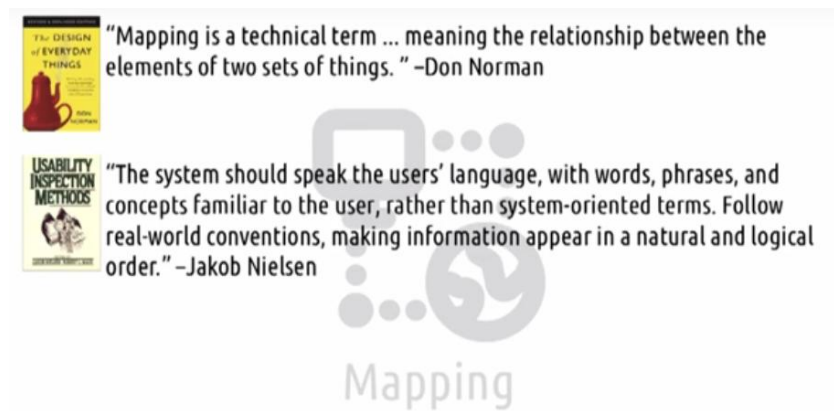 The DESIGN
of EVERYDAY
THINGS
DON
NORMAN
“Mapping is a technical term ... meaning the relationship between the
elements of two sets of things. ” –Don Norman
USABILITY
INSPECTION
METHODS
“The system should speak the users’ language, with words, phrases, and
concepts familiar to the user, rather than system-oriented terms. Follow
real-world conventions, making information appear in a natural and logical
order.” –Jakob Nielsen
Mapping